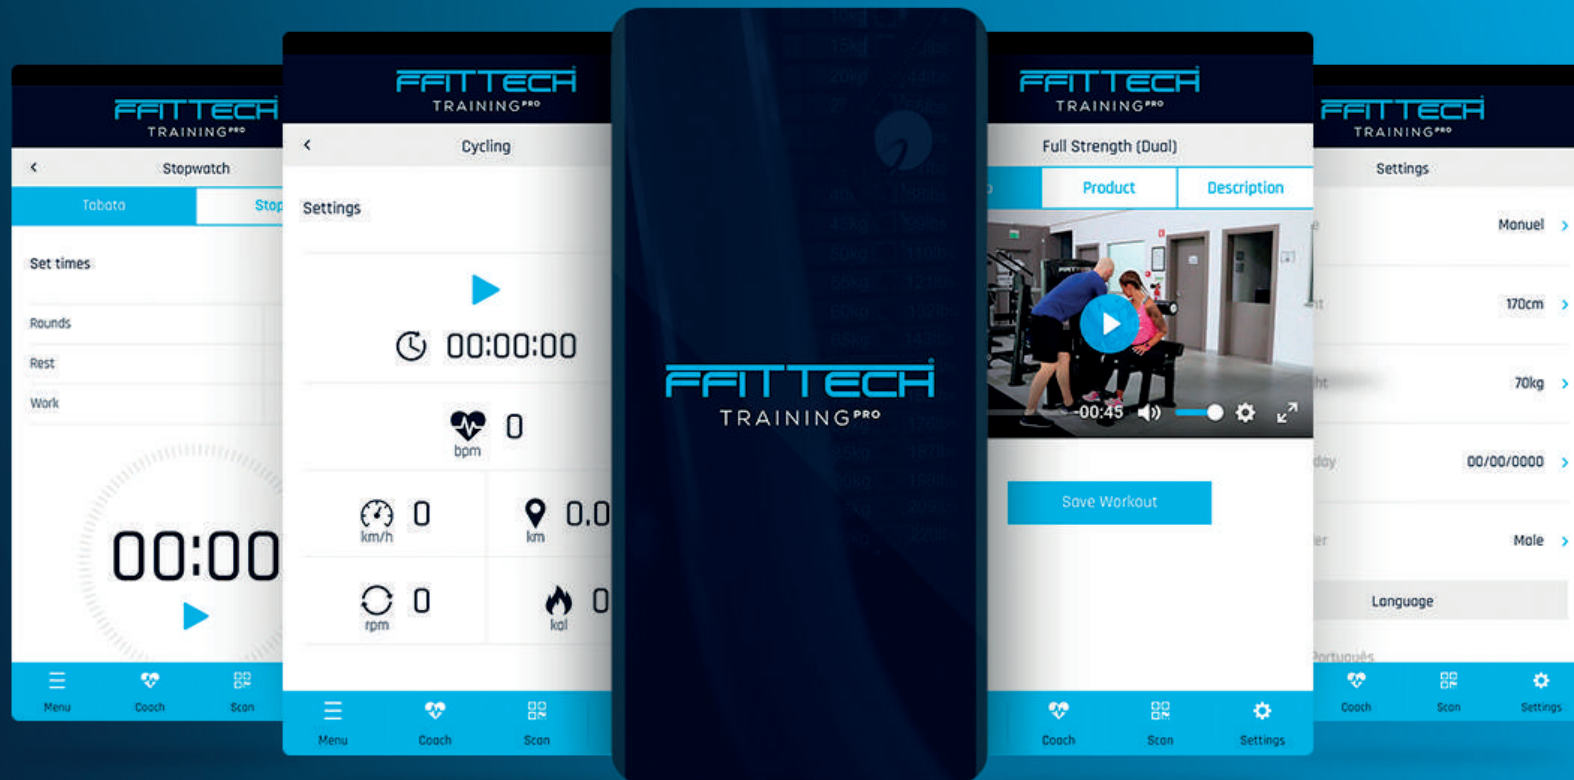 FFITTECH
TRAINING PRO
Stopwatch
Tabata
Stop
Set times
Rounds
Rest
Work
00:00
Menu
Coach
Scan
FFITTECH
TRAINING PRO
Cycling
Settings
00:00:00
0
bpm
0
km/h
0.0
km
0
rpm
0
kal
Menu
Coach
Scan
FFITTECH
TRAINING PRO
FFITTECH
TRAINING PRO
Full Strength (Dual)
Product
Description
-00:45
Save Workout
Coach
Scan
Settings
FFITTECH
TRAINING PRO
Settings
Manuel
170cm
70kg
00/00/0000
Male
Language
Português
Coach
Scan
Settings